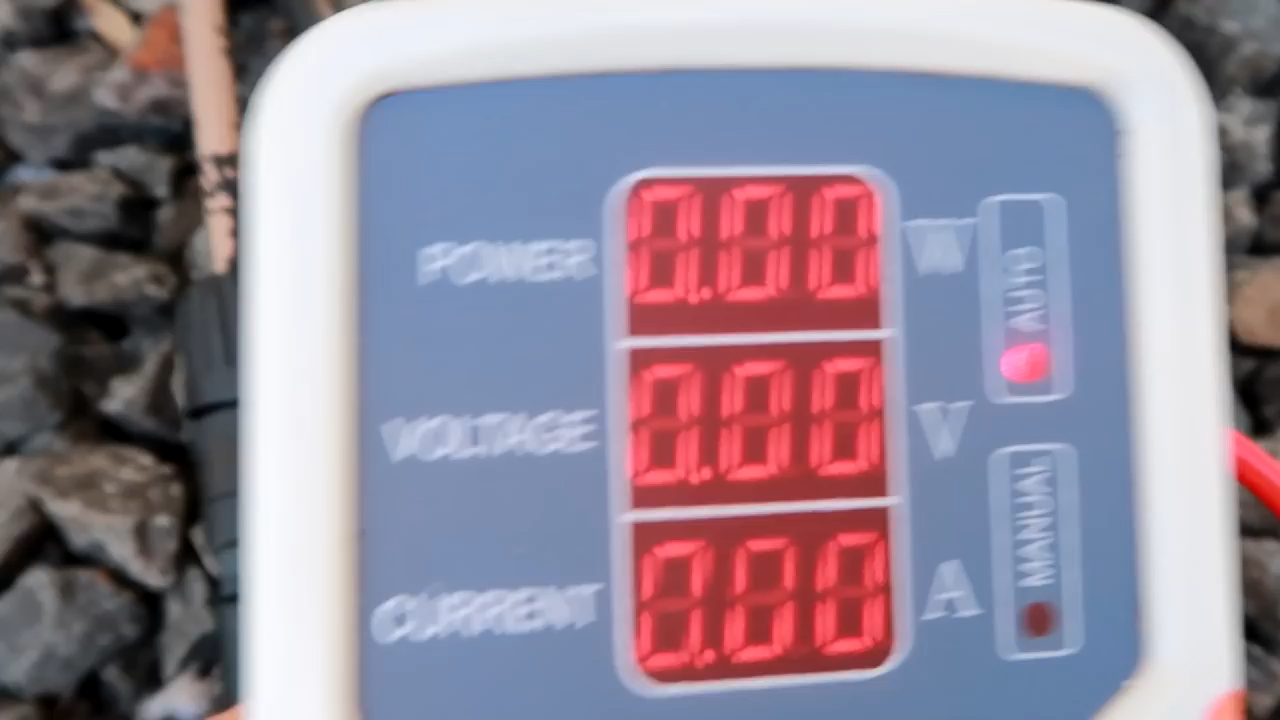 POWER 0.00 W
VOLTAGE 0.00 V
CURRENT 0.00 A
AUTO
MANUAL